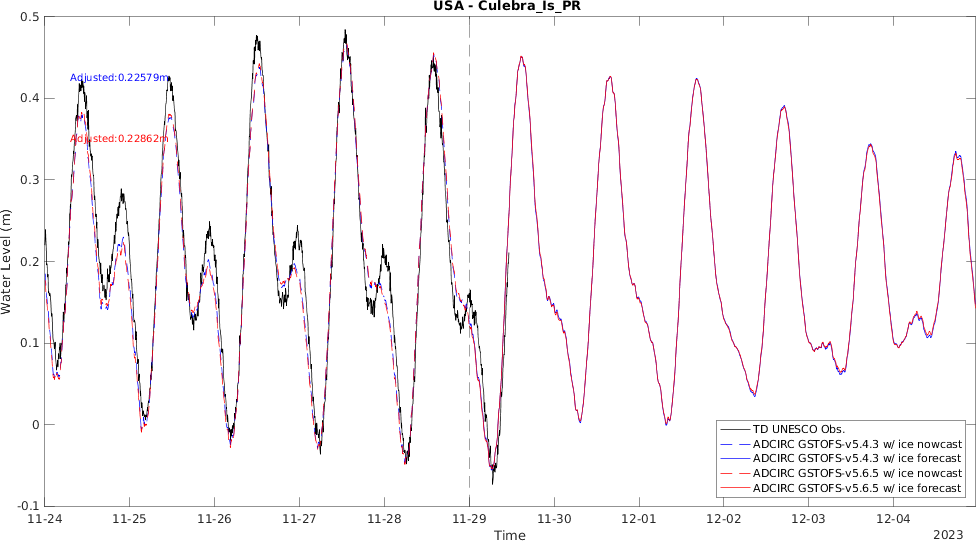 USA - Culebra_Is_PR
0.5
Adjusted:0.22579m
0.4
Adjusted:0.22862m
0.3
Water Level (m)
0.2
0.1
0
-0.1
TD UNESCO Obs.
ADCIRC GSTOFS-v5.4.3 w/ ice nowcast
ADCIRC GSTOFS-v5.4.3 w/ ice forecast
ADCIRC GSTOFS-v5.6.5 w/ ice nowcast
ADCIRC GSTOFS-v5.6.5 w/ ice forecast
11-24 11-25 11-26 11-27 11-28 11-29 11-30 12-01 12-02 12-03 12-04
Time
2023